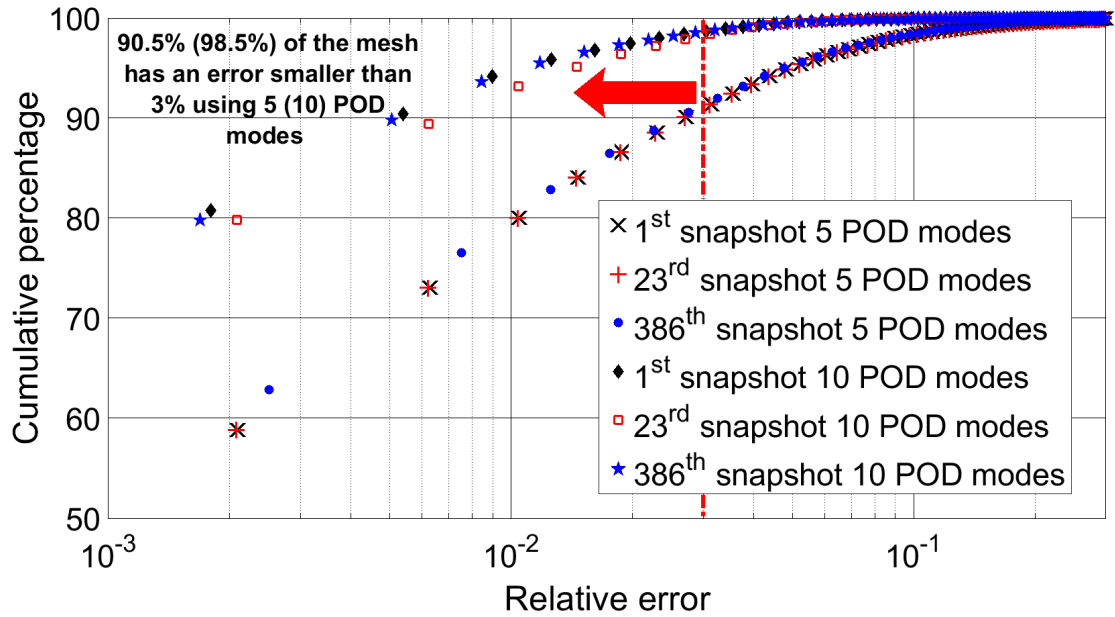 100
90
80
70
60
50
Cumulative percentage
90.5% (98.5%) of the mesh
has an error smaller than
3% using 5 (10) POD
modes
1st snapshot 5 POD modes
23rd snapshot 5 POD modes
386th snapshot 5 POD modes
1st snapshot 10 POD modes
23rd snapshot 10 POD modes
386th snapshot 10 POD modes
10-3 10-2 10-1
Relative error